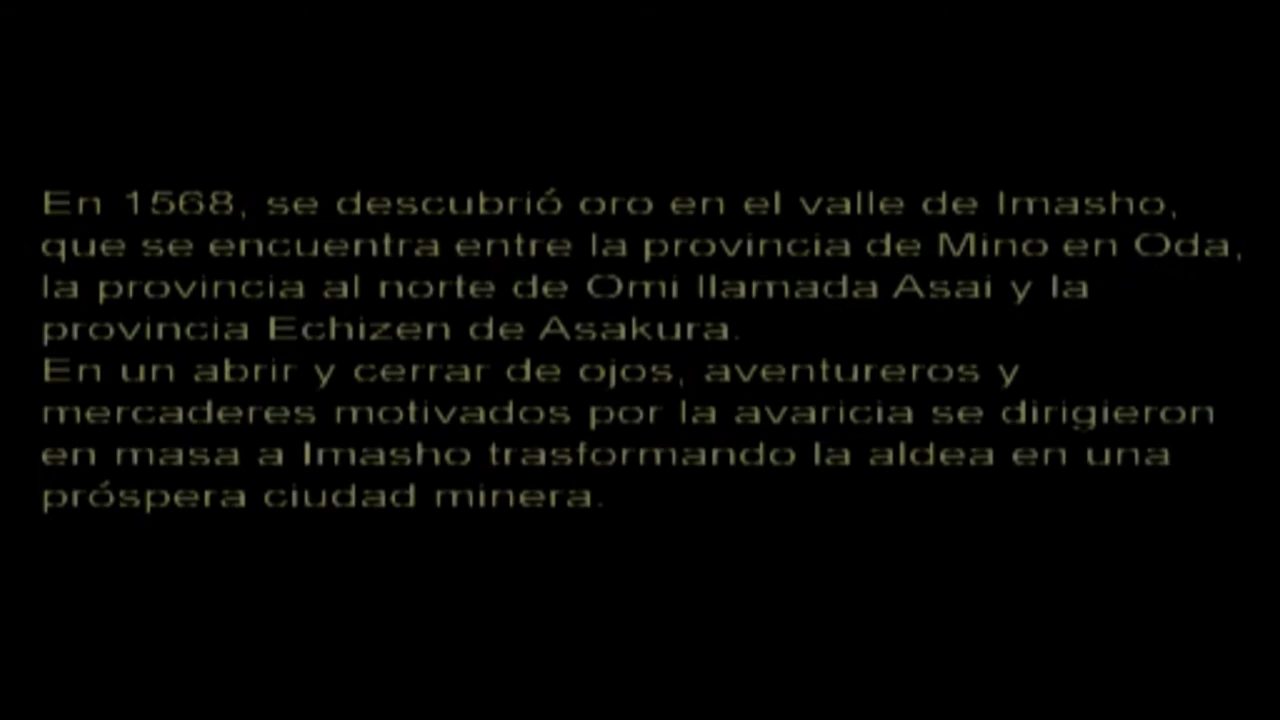 En 1568, se descubrió oro en el valle de Imasho,
que se encuentra entre la provincia de Mino en Oda,
la provincia al norte de Omi llamada Asai y la
provincia Echizen de Asakura.
En un abrir y cerrar de ojos, aventureros y
mercaderes motivados por la avaricia se dirigieron
en masa a Imasho trasformando la aldea en una
próspera ciudad minera.